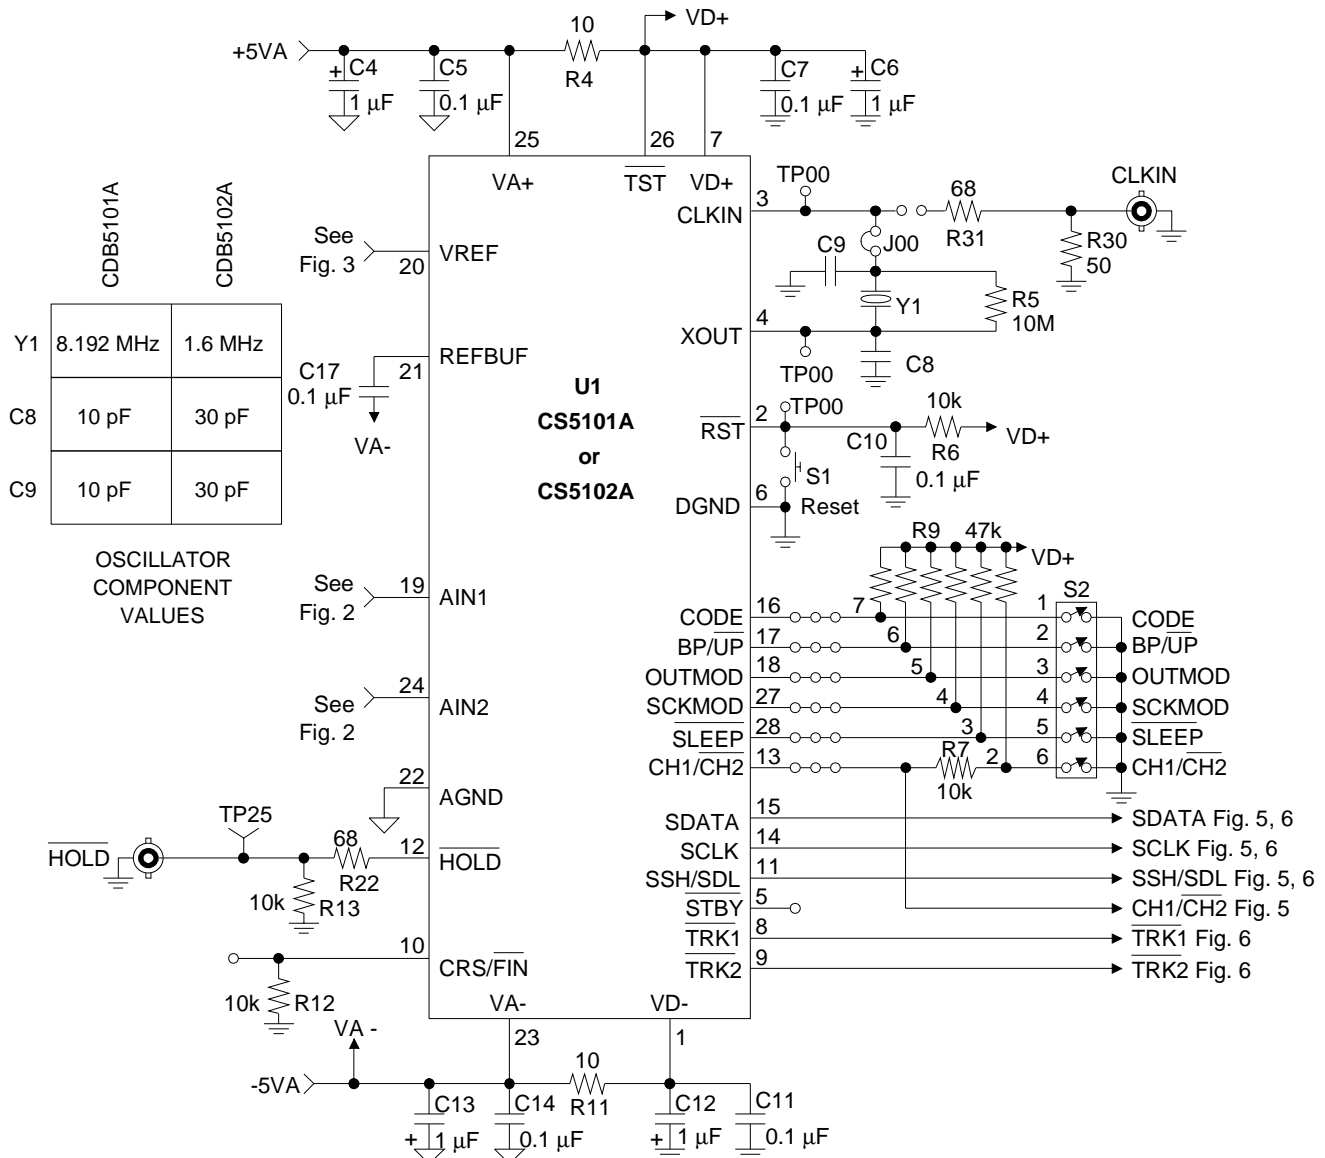 10
VD+
+5VA
R4
+ C4
1 µF
C5
0.1 µF
C7
0.1 µF
+ C6
1 µF
25
26
7
VA+
TST
VD+
CDB5101A
CDB5102A
Y1 8.192 MHz 1.6 MHz
C8 10 pF 30 pF
C9 10 pF 30 pF
OSCILLATOR
COMPONENT
VALUES
See
Fig. 3
20
VREF
C17
0.1 µF
VA-
21
REFBUF
U1
CS5101A
or
CS5102A
See
Fig. 2
19
AIN1
See
Fig. 2
24
AIN2
22
AGND
HOLD
TP25
68
R22
10k
R13
12
HOLD
10
CRS/FIN
10k
R12
VA-
VD-
23
1
VA -
-5VA
10
R11
C13
+ 1 µF
C14
0.1 µF
C12
+ 1 µF
C11
0.1 µF
CLKIN
3
TP00
68
R31
CLKIN
R30
50
J00
C9
Y1
R5
10M
XOUT
4
TP00
C8
RST
2
TP00
10k
R6
VD+
C10
0.1 µF
S1
Reset
DGND
6
R9
47k
VD+
S2
CODE 16 7 1 CODE
BP/UP 17 6 2 BP/UP
OUTMOD 18 5 3 OUTMOD
SCKMOD 27 4 4 SCKMOD
SLEEP 28 3 5 SLEEP
CH1/CH2 13 R7 2 6 CH1/CH2
10k
SDATA 15 SDATA Fig. 5, 6
SCLK 14 SCLK Fig. 5, 6
SSH/SDL 11 SSH/SDL Fig. 5, 6
STBY 5 CH1/CH2 Fig. 5
TRK1 8 TRK1 Fig. 6
TRK2 9 TRK2 Fig. 6